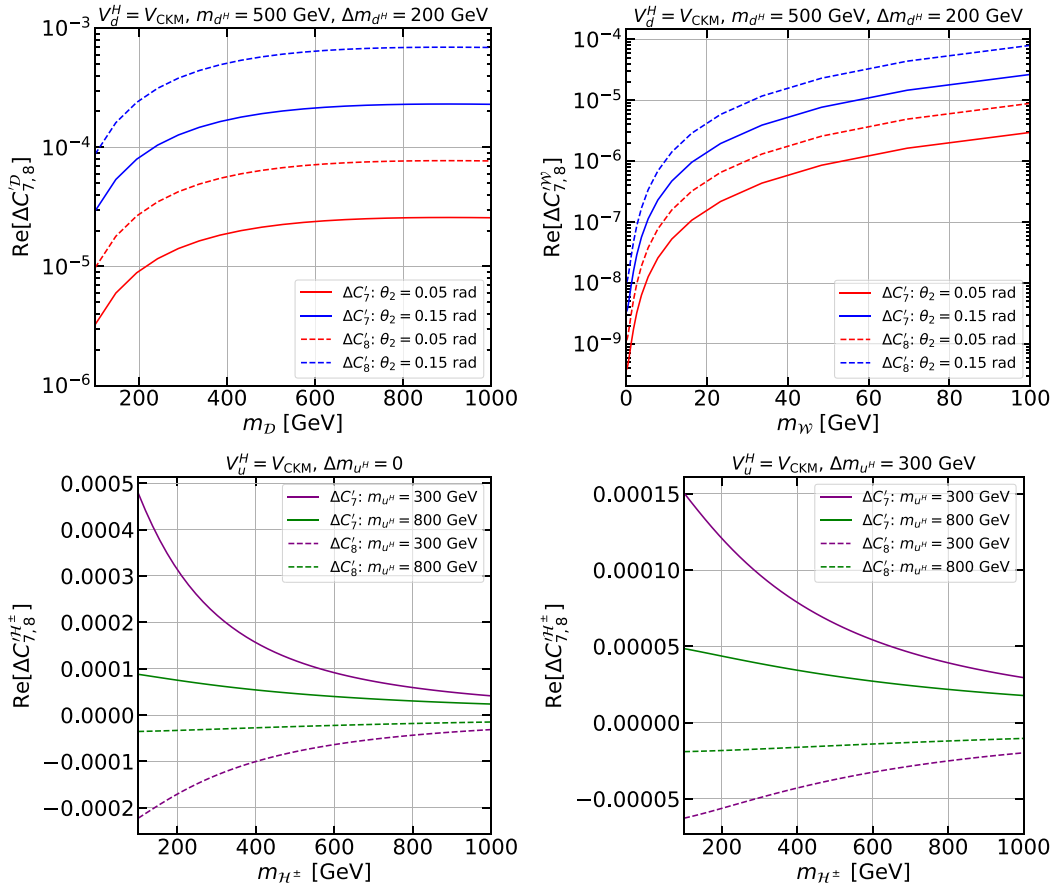 V_d^H = V_CKM, m_{d^H} = 500 GeV, Δm_{d^H} = 200 GeV
Re[ΔC′_{7,8}^𝒟]
10^−3
10^−4
10^−5
10^−6
200 400 600 800 1000
m_𝒟 [GeV]
ΔC′_7: θ_2 = 0.05 rad
ΔC′_7: θ_2 = 0.15 rad
ΔC′_8: θ_2 = 0.05 rad
ΔC′_8: θ_2 = 0.15 rad
V_d^H = V_CKM, m_{d^H} = 500 GeV, Δm_{d^H} = 200 GeV
Re[ΔC′_{7,8}^𝒲]
10^−4
10^−5
10^−6
10^−7
10^−8
10^−9
0 20 40 60 80 100
m_𝒲 [GeV]
ΔC′_7: θ_2 = 0.05 rad
ΔC′_7: θ_2 = 0.15 rad
ΔC′_8: θ_2 = 0.05 rad
ΔC′_8: θ_2 = 0.15 rad
V_u^H = V_CKM, Δm_{u^H} = 0
Re[ΔC′_{7,8}^{ℋ^±}]
0.0005
0.0004
0.0003
0.0002
0.0001
0.0000
−0.0001
−0.0002
200 400 600 800 1000
m_{ℋ^±} [GeV]
ΔC′_7: m_{u^H} = 300 GeV
ΔC′_7: m_{u^H} = 800 GeV
ΔC′_8: m_{u^H} = 300 GeV
ΔC′_8: m_{u^H} = 800 GeV
V_u^H = V_CKM, Δm_{u^H} = 300 GeV
Re[ΔC′_{7,8}^{ℋ^±}]
0.00015
0.00010
0.00005
0.00000
−0.00005
200 400 600 800 1000
m_{ℋ^±} [GeV]
ΔC′_7: m_{u^H} = 300 GeV
ΔC′_7: m_{u^H} = 800 GeV
ΔC′_8: m_{u^H} = 300 GeV
ΔC′_8: m_{u^H} = 800 GeV